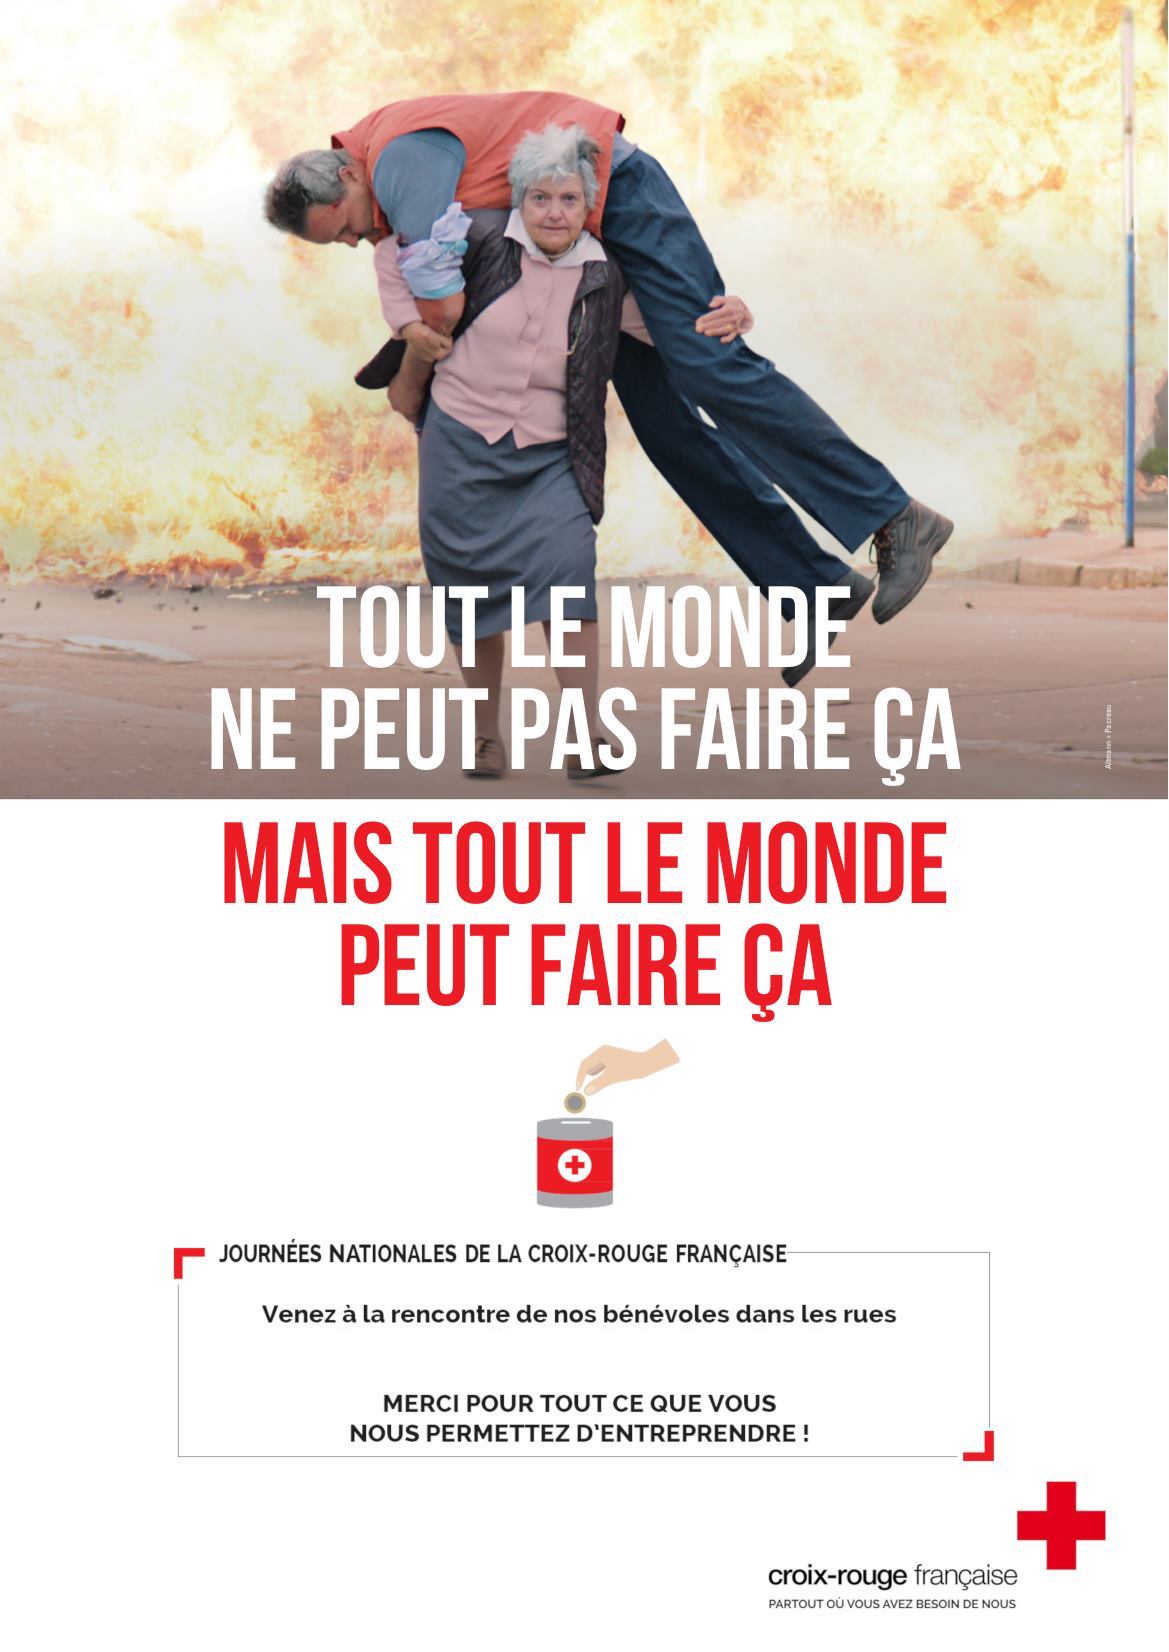 TOUT LE MONDE
NE PEUT PAS FAIRE ÇA
Altmann + Pacreau
MAIS TOUT LE MONDE
PEUT FAIRE ÇA
JOURNÉES NATIONALES DE LA CROIX-ROUGE FRANÇAISE
Venez à la rencontre de nos bénévoles dans les rues
MERCI POUR TOUT CE QUE VOUS
NOUS PERMETTEZ D’ENTREPRENDRE !
croix-rouge française
PARTOUT OÙ VOUS AVEZ BESOIN DE NOUS